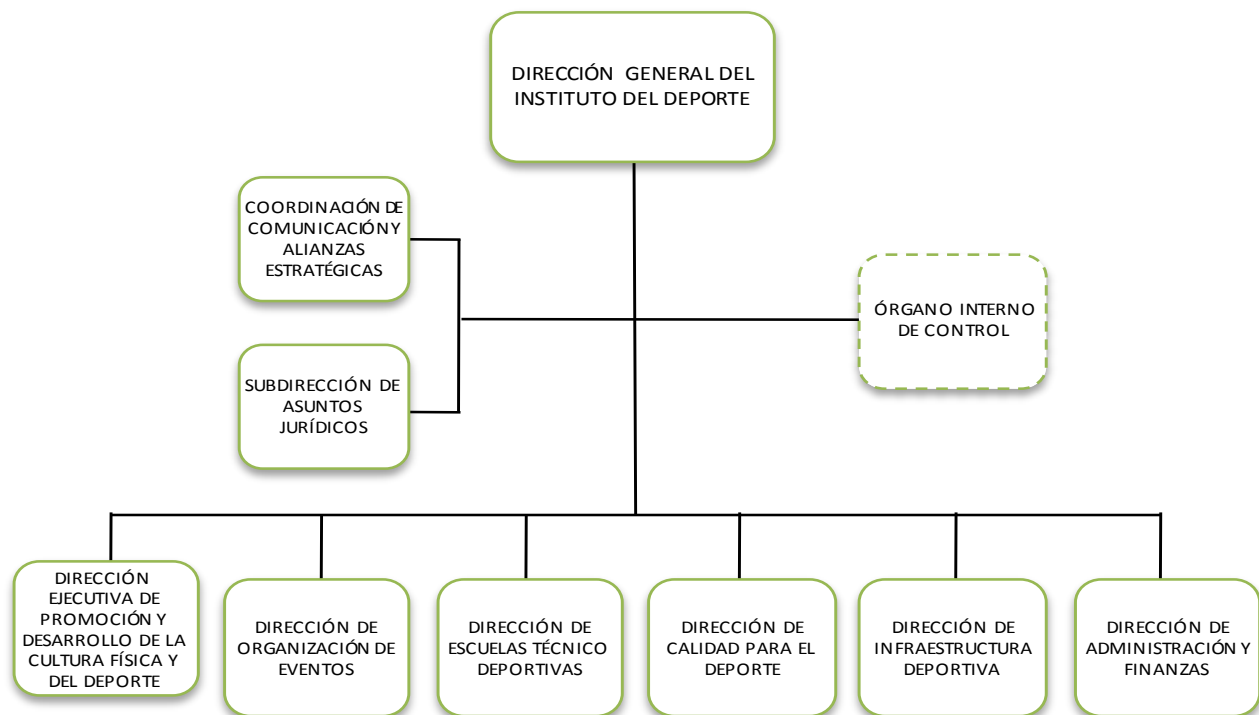 DIRECCIÓN GENERAL DEL
INSTITUTO DEL DEPORTE
COORDINACIÓN DE
COMUNICACIÓN Y
ALIANZAS
ESTRATÉGICAS
ÓRGANO INTERNO
DE CONTROL
SUBDIRECCIÓN DE
ASUNTOS
JURÍDICOS
DIRECCIÓN
EJECUTIVA DE
PROMOCIÓN Y
DESARROLLO DE LA
CULTURA FÍSICA Y
DEL DEPORTE
DIRECCIÓN DE
ORGANIZACIÓN DE
EVENTOS
DIRECCIÓN DE
ESCUELAS TÉCNICO
DEPORTIVAS
DIRECCIÓN DE
CALIDAD PARA EL
DEPORTE
DIRECCIÓN DE
INFRAESTRUCTURA
DEPORTIVA
DIRECCIÓN DE
ADMINISTRACIÓN Y
FINANZAS